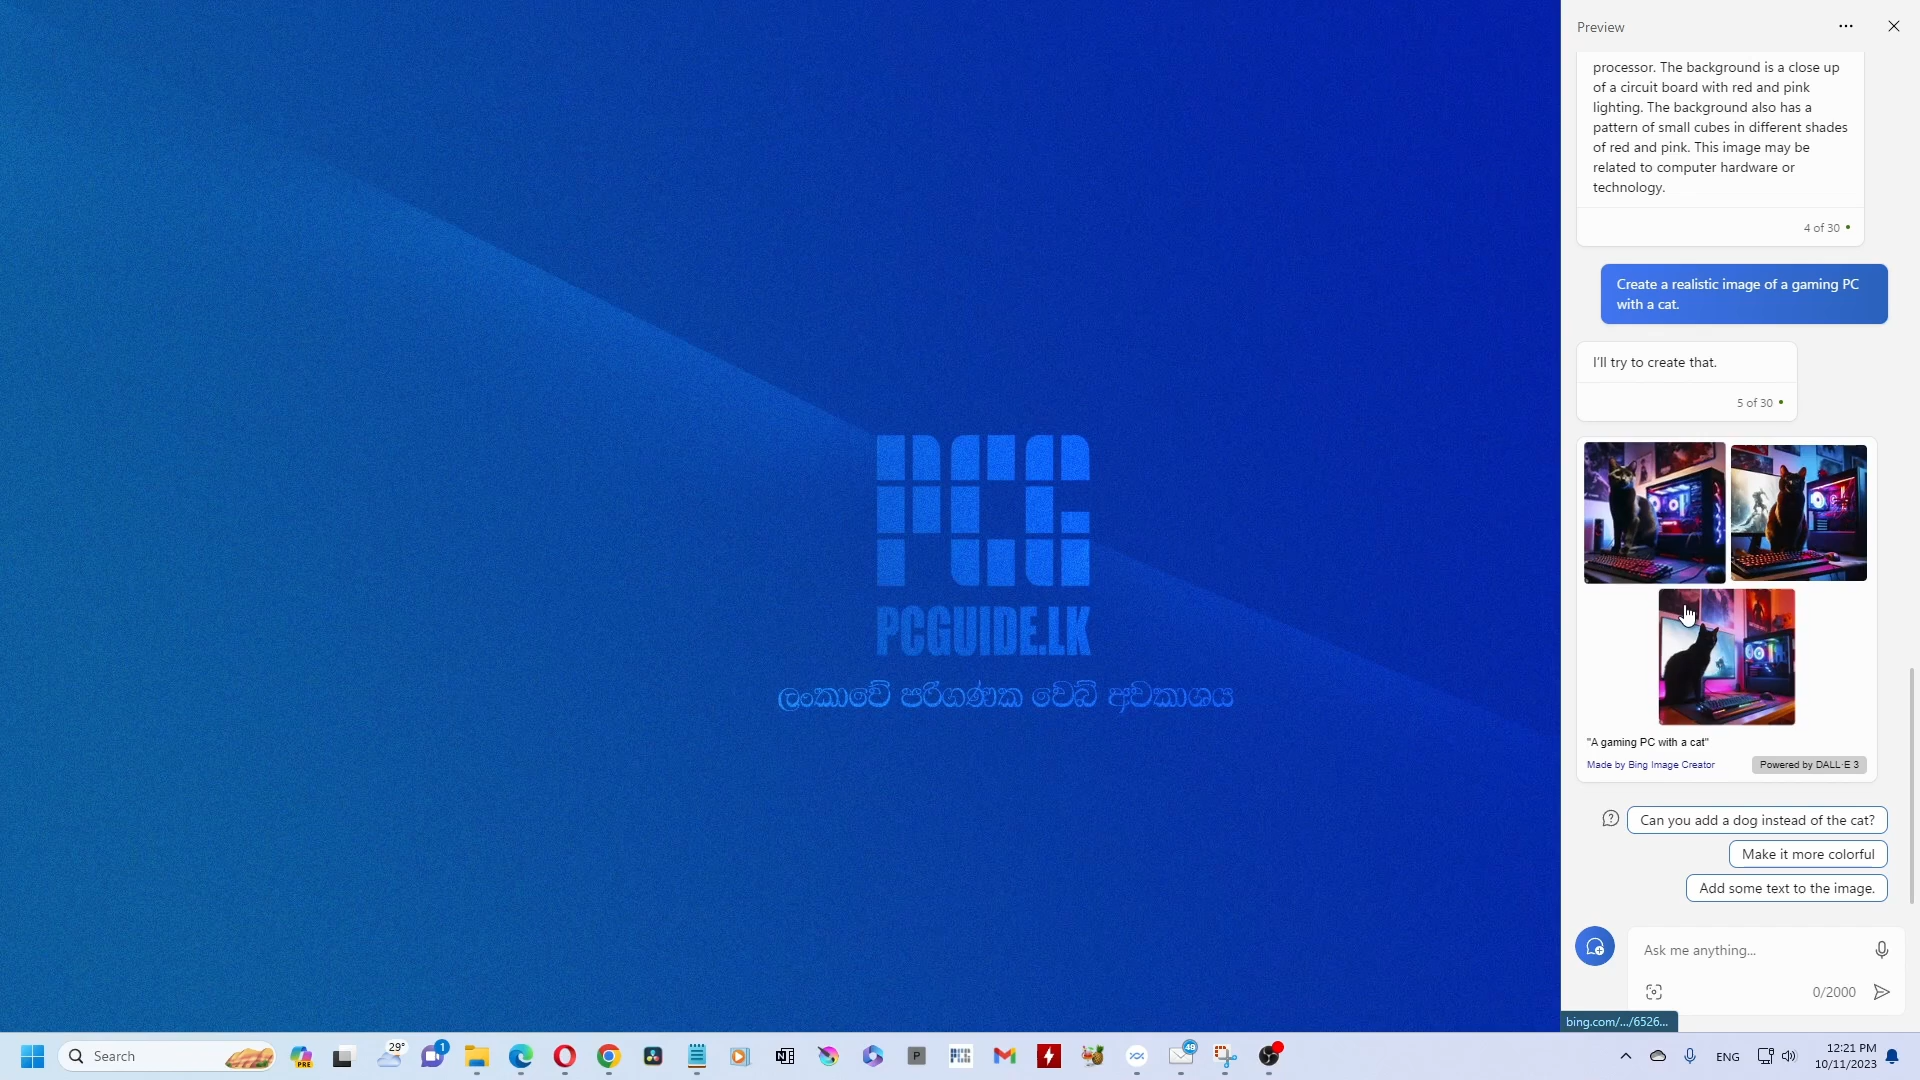 PCG
PCGUIDE.LK
ලංකාවේ පරිගණක වෙබ් අවකාශය
Preview
processor. The background is a close up
of a circuit board with red and pink
lighting. The background also has a
pattern of small cubes in different shades
of red and pink. This image may be
related to computer hardware or
technology.
4 of 30
Create a realistic image of a gaming PC
with a cat.
I'll try to create that.
5 of 30
"A gaming PC with a cat"
Made by Bing Image Creator
Powered by DALL·E 3
Can you add a dog instead of the cat?
Make it more colorful
Add some text to the image.
Ask me anything...
0/2000
bing.com/.../6526...
Search
PRE
29°
1
P
49
ENG
12:21 PM
10/11/2023